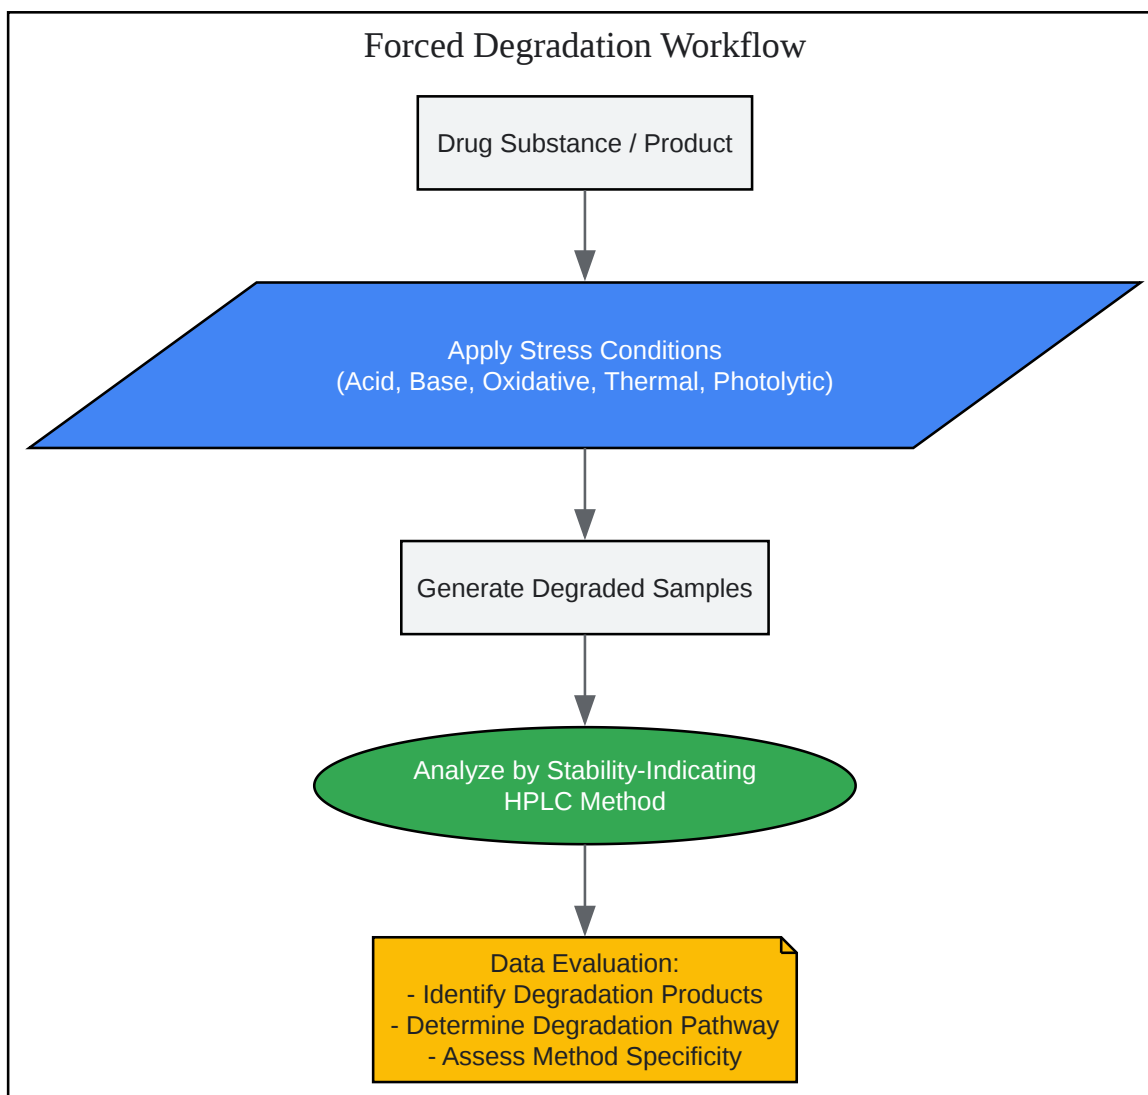 Forced Degradation Workflow
Drug Substance / Product
Apply Stress Conditions
(Acid, Base, Oxidative, Thermal, Photolytic)
Generate Degraded Samples
Analyze by Stability-Indicating
HPLC Method
Data Evaluation:
- Identify Degradation Products
- Determine Degradation Pathway
- Assess Method Specificity